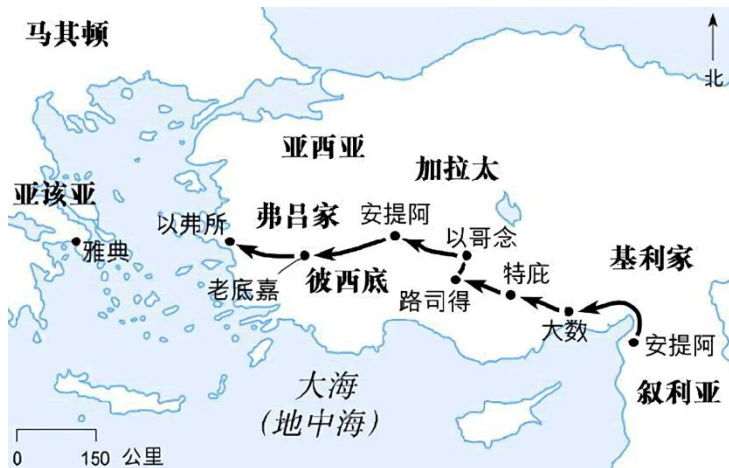 马其顿
北
亚西亚
加拉太
亚该亚
以弗所
弗吕家
安提阿
以哥念
雅典
基利家
老底嘉
彼西底
特庇
路司得
大数
安提阿
大海
（地中海）
叙利亚
0 150 公里